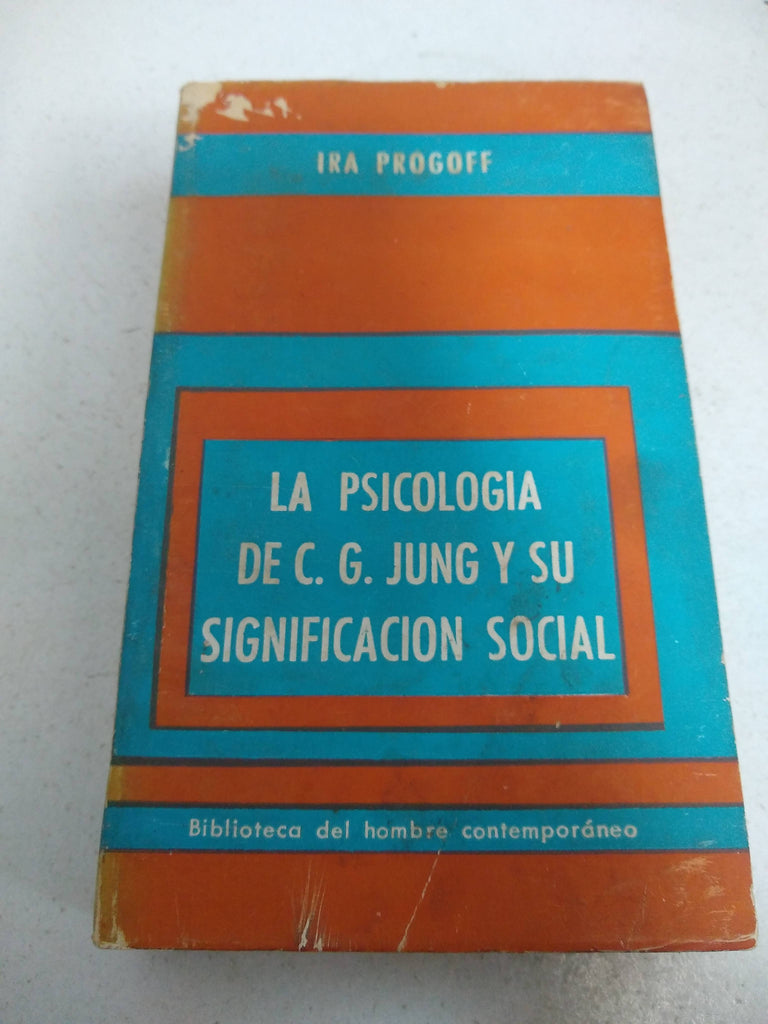 IRA PROGOFF
LA PSICOLOGIA
DE C. G. JUNG Y SU
SIGNIFICACION SOCIAL
Biblioteca del hombre contemporáneo